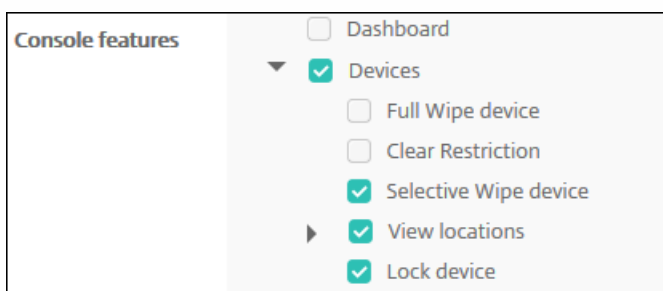 Console features
Dashboard
Devices
Full Wipe device
Clear Restriction
Selective Wipe device
View locations
Lock device